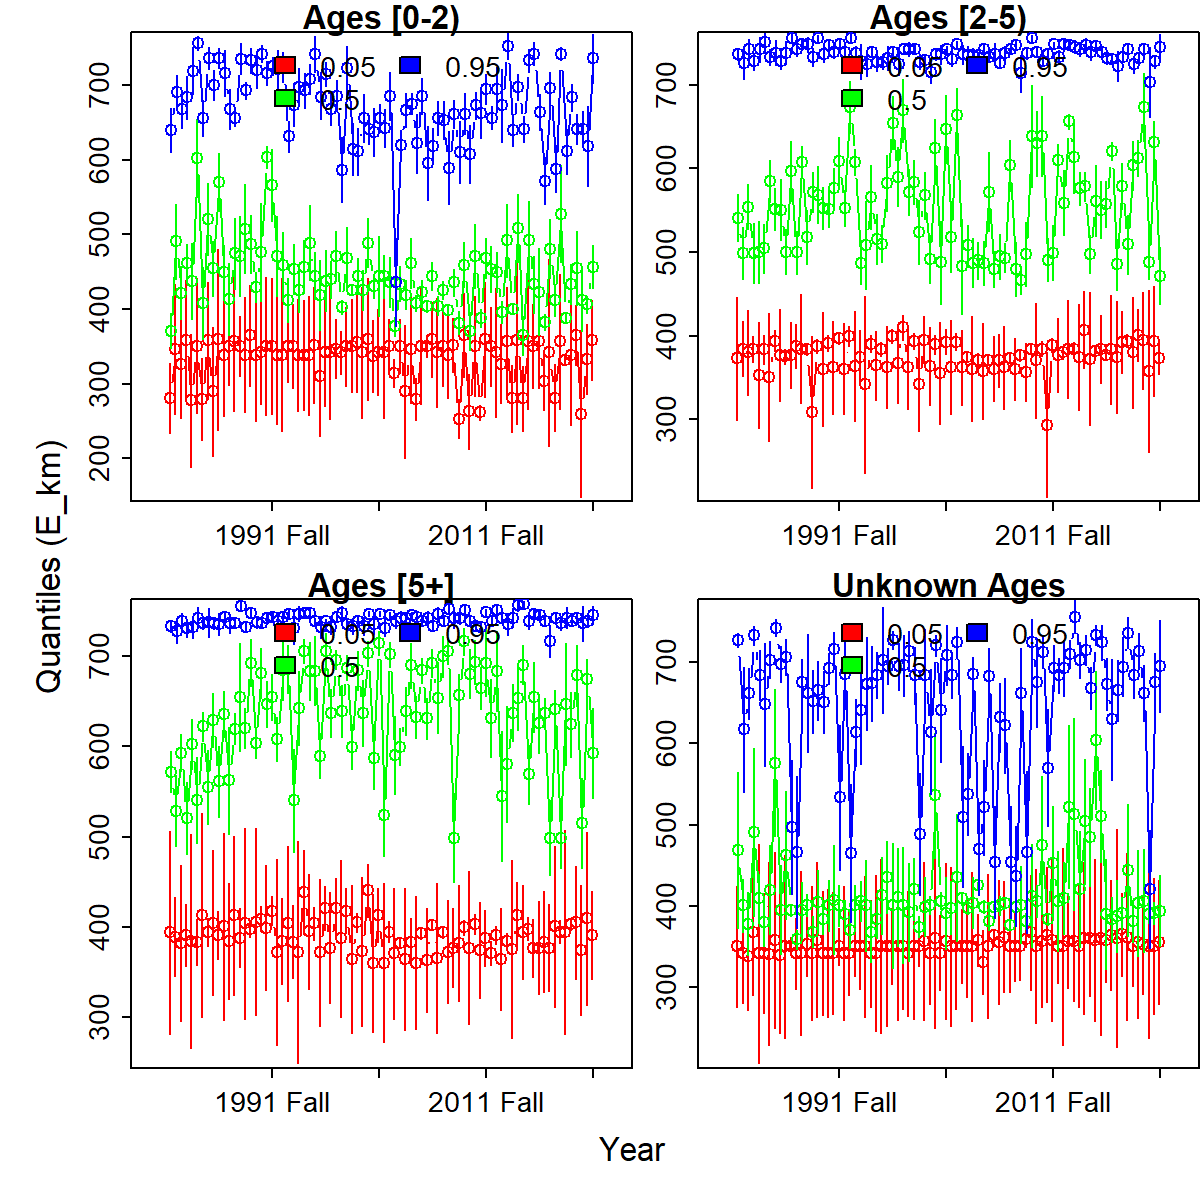 Ages [0-2)
0.05 0.95
0.5
200 300 400 500 600 700
1991 Fall 2011 Fall
Ages [2-5)
0.05 0.95
0.5
300 400 500 600 700
1991 Fall 2011 Fall
Ages [5+]
0.05 0.95
0.5
300 400 500 600 700
1991 Fall 2011 Fall
Unknown Ages
0.05 0.95
0.5
300 400 500 600 700
1991 Fall 2011 Fall
Quantiles (E_km)
Year